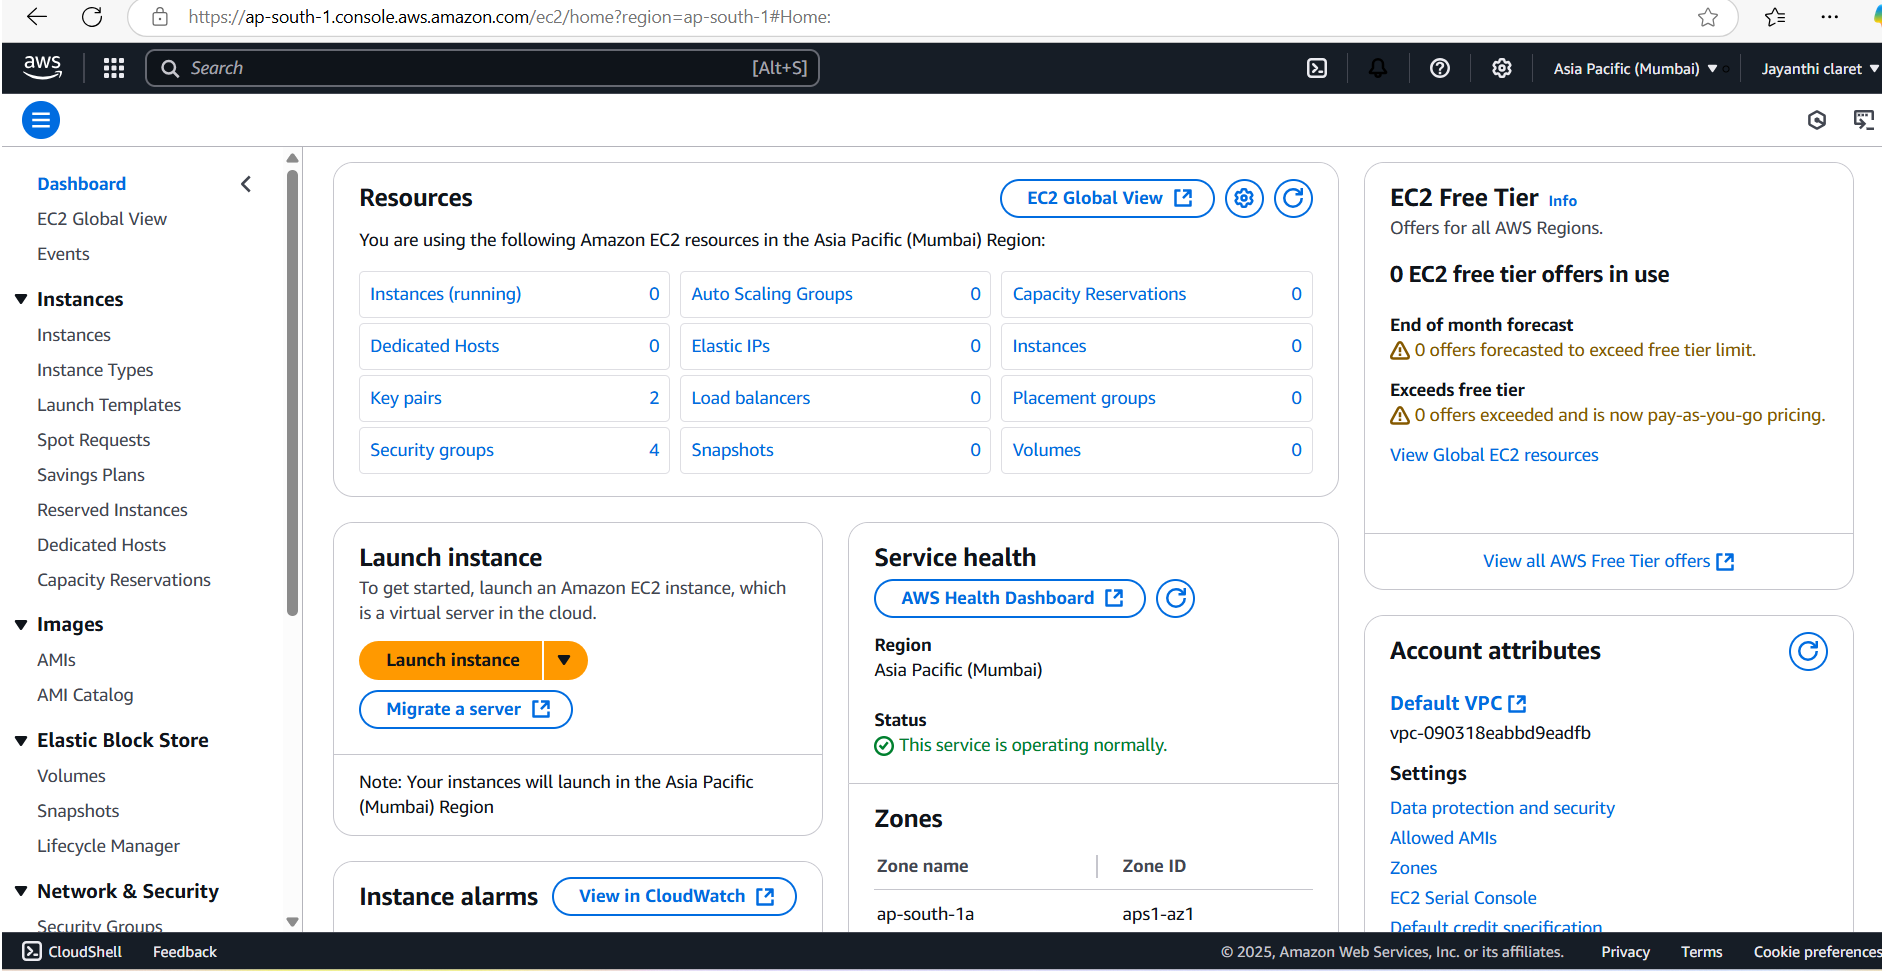 https://ap-south-1.console.aws.amazon.com/ec2/home?region=ap-south-1#Home:
aws
Search
[Alt+S]
Asia Pacific (Mumbai)
Jayanthi claret
Dashboard
EC2 Global View
Events
Instances
Instances
Instance Types
Launch Templates
Spot Requests
Savings Plans
Reserved Instances
Dedicated Hosts
Capacity Reservations
Images
AMIs
AMI Catalog
Elastic Block Store
Volumes
Snapshots
Lifecycle Manager
Network & Security
Security Groups
Resources
EC2 Global View
You are using the following Amazon EC2 resources in the Asia Pacific (Mumbai) Region:
Instances (running) 0
Auto Scaling Groups 0
Capacity Reservations 0
Dedicated Hosts 0
Elastic IPs 0
Instances 0
Key pairs 2
Load balancers 0
Placement groups 0
Security groups 4
Snapshots 0
Volumes 0
Launch instance
To get started, launch an Amazon EC2 instance, which
is a virtual server in the cloud.
Launch instance
Migrate a server
Note: Your instances will launch in the Asia Pacific
(Mumbai) Region
Instance alarms
View in CloudWatch
Service health
AWS Health Dashboard
Region
Asia Pacific (Mumbai)
Status
This service is operating normally.
Zones
Zone name
Zone ID
ap-south-1a
aps1-az1
EC2 Free Tier Info
Offers for all AWS Regions.
0 EC2 free tier offers in use
End of month forecast
0 offers forecasted to exceed free tier limit.
Exceeds free tier
0 offers exceeded and is now pay-as-you-go pricing.
View Global EC2 resources
View all AWS Free Tier offers
Account attributes
Default VPC
vpc-090318eabbd9eadfb
Settings
Data protection and security
Allowed AMIs
Zones
EC2 Serial Console
Default credit specification
CloudShell
Feedback
© 2025, Amazon Web Services, Inc. or its affiliates.
Privacy
Terms
Cookie preferences